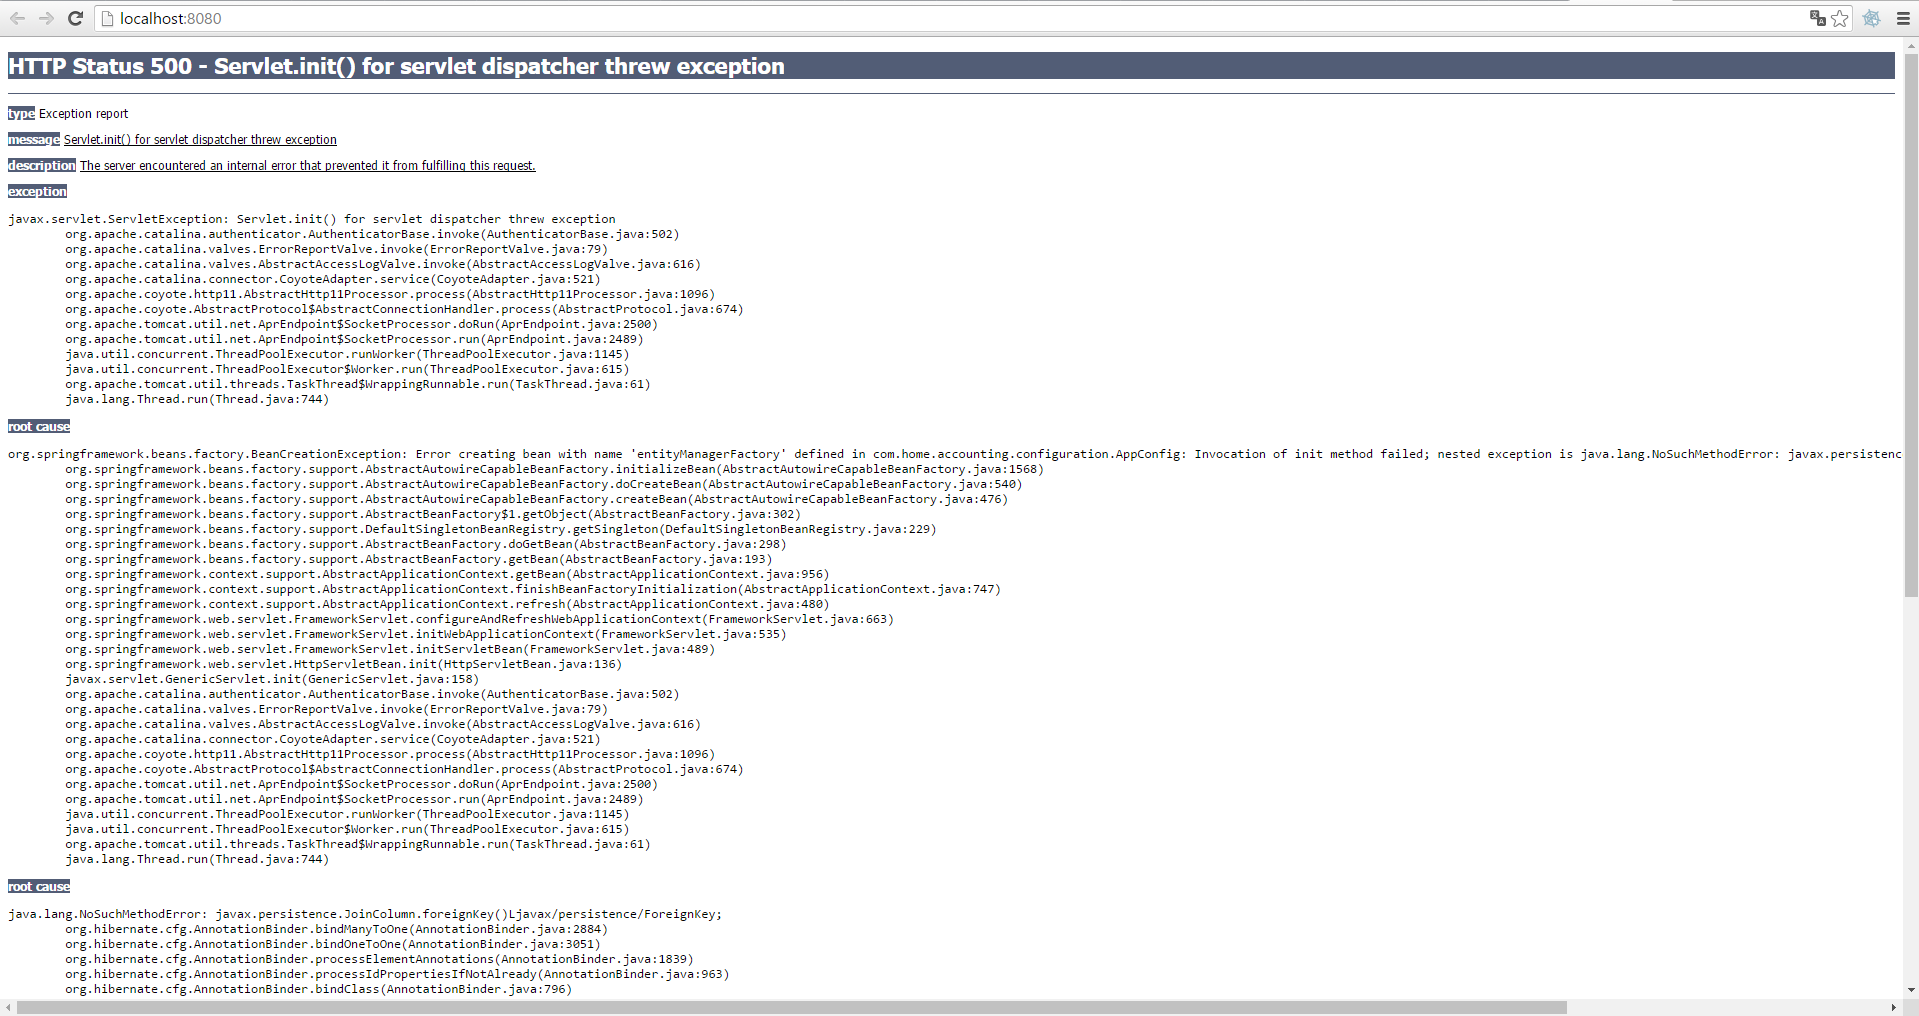 localhost:8080
HTTP Status 500 - Servlet.init() for servlet dispatcher threw exception
type Exception report
message Servlet.init() for servlet dispatcher threw exception
description The server encountered an internal error that prevented it from fulfilling this request.
exception
javax.servlet.ServletException: Servlet.init() for servlet dispatcher threw exception
org.apache.catalina.authenticator.AuthenticatorBase.invoke(AuthenticatorBase.java:502)
org.apache.catalina.valves.ErrorReportValve.invoke(ErrorReportValve.java:79)
org.apache.catalina.valves.AbstractAccessLogValve.invoke(AbstractAccessLogValve.java:616)
org.apache.catalina.connector.CoyoteAdapter.service(CoyoteAdapter.java:521)
org.apache.coyote.http11.AbstractHttp11Processor.process(AbstractHttp11Processor.java:1096)
org.apache.coyote.AbstractProtocol$AbstractConnectionHandler.process(AbstractProtocol.java:674)
org.apache.tomcat.util.net.AprEndpoint$SocketProcessor.doRun(AprEndpoint.java:2500)
org.apache.tomcat.util.net.AprEndpoint$SocketProcessor.run(AprEndpoint.java:2489)
java.util.concurrent.ThreadPoolExecutor.runWorker(ThreadPoolExecutor.java:1145)
java.util.concurrent.ThreadPoolExecutor$Worker.run(ThreadPoolExecutor.java:615)
org.apache.tomcat.util.threads.TaskThread$WrappingRunnable.run(TaskThread.java:61)
java.lang.Thread.run(Thread.java:744)
root cause
org.springframework.beans.factory.BeanCreationException: Error creating bean with name 'entityManagerFactory' defined in com.home.accounting.configuration.AppConfig: Invocation of init method failed; nested exception is java.lang.NoSuchMethodError: javax.persistenc
org.springframework.beans.factory.support.AbstractAutowireCapableBeanFactory.initializeBean(AbstractAutowireCapableBeanFactory.java:1568)
org.springframework.beans.factory.support.AbstractAutowireCapableBeanFactory.doCreateBean(AbstractAutowireCapableBeanFactory.java:540)
org.springframework.beans.factory.support.AbstractAutowireCapableBeanFactory.createBean(AbstractAutowireCapableBeanFactory.java:476)
org.springframework.beans.factory.support.AbstractBeanFactory$1.getObject(AbstractBeanFactory.java:302)
org.springframework.beans.factory.support.DefaultSingletonBeanRegistry.getSingleton(DefaultSingletonBeanRegistry.java:229)
org.springframework.beans.factory.support.AbstractBeanFactory.doGetBean(AbstractBeanFactory.java:298)
org.springframework.beans.factory.support.AbstractBeanFactory.getBean(AbstractBeanFactory.java:193)
org.springframework.context.support.AbstractApplicationContext.getBean(AbstractApplicationContext.java:956)
org.springframework.context.support.AbstractApplicationContext.finishBeanFactoryInitialization(AbstractApplicationContext.java:747)
org.springframework.context.support.AbstractApplicationContext.refresh(AbstractApplicationContext.java:480)
org.springframework.web.servlet.FrameworkServlet.configureAndRefreshWebApplicationContext(FrameworkServlet.java:663)
org.springframework.web.servlet.FrameworkServlet.initWebApplicationContext(FrameworkServlet.java:535)
org.springframework.web.servlet.FrameworkServlet.initServletBean(FrameworkServlet.java:489)
org.springframework.web.servlet.HttpServletBean.init(HttpServletBean.java:136)
javax.servlet.GenericServlet.init(GenericServlet.java:158)
org.apache.catalina.authenticator.AuthenticatorBase.invoke(AuthenticatorBase.java:502)
org.apache.catalina.valves.ErrorReportValve.invoke(ErrorReportValve.java:79)
org.apache.catalina.valves.AbstractAccessLogValve.invoke(AbstractAccessLogValve.java:616)
org.apache.catalina.connector.CoyoteAdapter.service(CoyoteAdapter.java:521)
org.apache.coyote.http11.AbstractHttp11Processor.process(AbstractHttp11Processor.java:1096)
org.apache.coyote.AbstractProtocol$AbstractConnectionHandler.process(AbstractProtocol.java:674)
org.apache.tomcat.util.net.AprEndpoint$SocketProcessor.doRun(AprEndpoint.java:2500)
org.apache.tomcat.util.net.AprEndpoint$SocketProcessor.run(AprEndpoint.java:2489)
java.util.concurrent.ThreadPoolExecutor.runWorker(ThreadPoolExecutor.java:1145)
java.util.concurrent.ThreadPoolExecutor$Worker.run(ThreadPoolExecutor.java:615)
org.apache.tomcat.util.threads.TaskThread$WrappingRunnable.run(TaskThread.java:61)
java.lang.Thread.run(Thread.java:744)
root cause
java.lang.NoSuchMethodError: javax.persistence.JoinColumn.foreignKey()Ljavax/persistence/ForeignKey;
org.hibernate.cfg.AnnotationBinder.bindManyToOne(AnnotationBinder.java:2884)
org.hibernate.cfg.AnnotationBinder.bindOneToOne(AnnotationBinder.java:3051)
org.hibernate.cfg.AnnotationBinder.processElementAnnotations(AnnotationBinder.java:1839)
org.hibernate.cfg.AnnotationBinder.processIdPropertiesIfNotAlready(AnnotationBinder.java:963)
org.hibernate.cfg.AnnotationBinder.bindClass(AnnotationBinder.java:796)